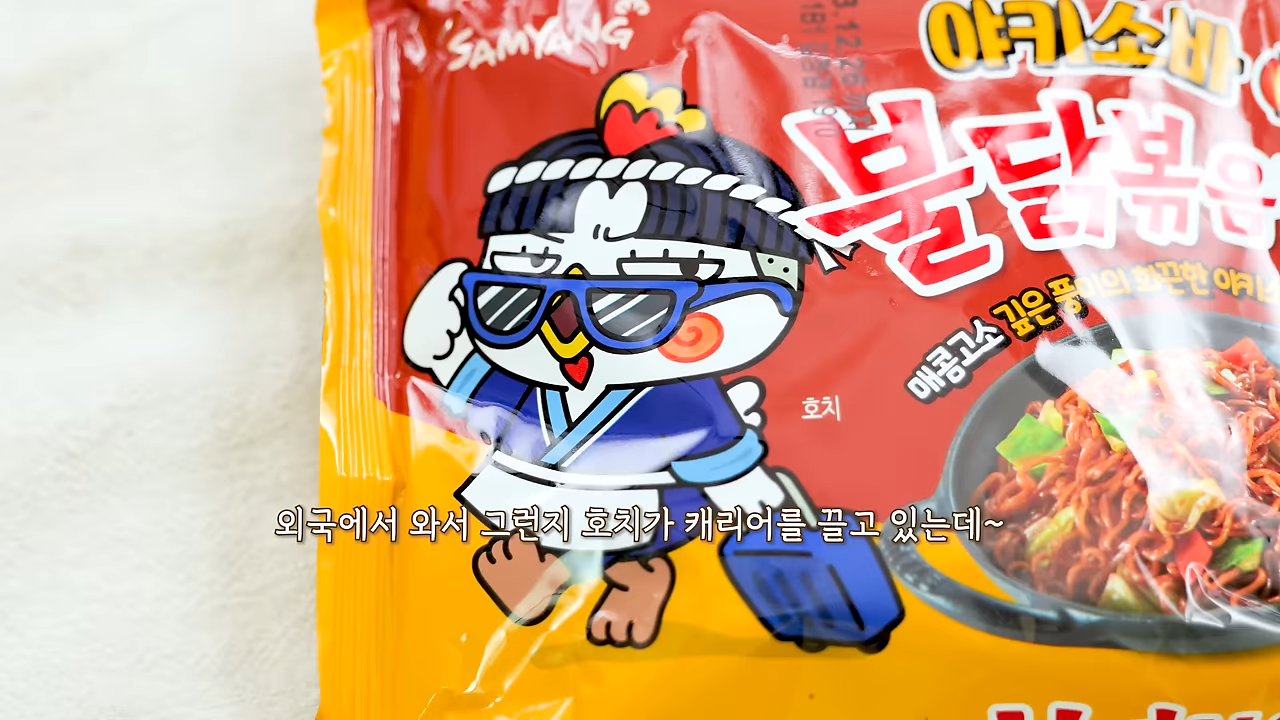 SAMYANG
야키소바
불닭볶음
매콤고소 깊은 풍미의 화끈한 야키소
호치
외국에서 와서 그런지 호치가 캐리어를 끌고 있는데~